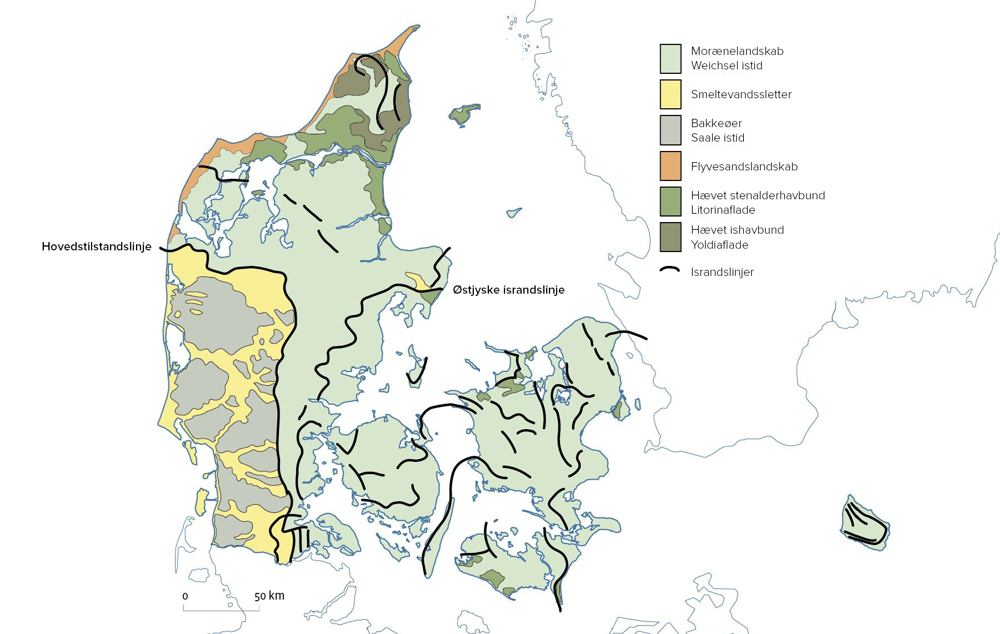 Morænelandskab
Weichsel istid
Smeltevandssletter
Bakkeøer
Saale istid
Flyvesandslandskab
Hævet stenalderhavbund
Litorinaflade
Hævet ishavbund
Yoldiaflade
Israndslinjer
Hovedstilstandslinje
Østjyske israndslinje
0 50 km